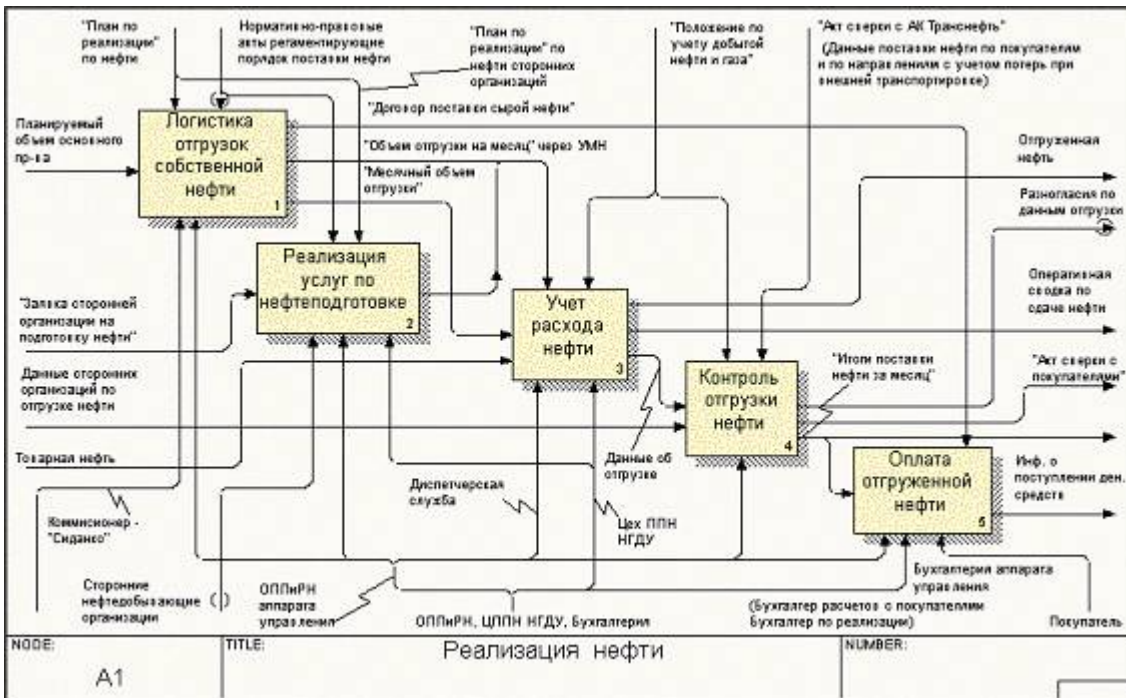 "План по
реализации"
по нефти
Нормативно-правовые
акты регаментирующие
порядок поставки нефти
"План по
реализации" по
нефти сторонних
организаций
"Положение по
учету добытой
нефти и газа"
"Акт сверки с АК Транснефть"
(Данные поставки нефти по покупателям
и по направлениям с учетом потерь при
внешней транспортировке)
Планируемый
объем основного
пр-ва
Логистика
отгрузок
собственной
нефти
1
"Договор поставки сырой нефти"
"Объем отгрузки на месяц" через УМН
"Месячный объем
отгрузки"
Отгруженная
нефть
Разногласия по
данным отгрузки
Реализация
услуг по
нефтеподготовке
2
"Заявка сторонней
организации на
подготовку нефти"
Учет
расхода
нефти
3
Оперативная
сводка по
сдаче нефти
Данные сторонних
организаций по
отгрузке нефти
Контроль
отгрузки
нефти
4
"Итоги поставки
нефти за месяц"
"Акт сверки с
покупателями"
Товарная нефть
Данные об
отгрузке
Оплата
отгруженной
нефти
5
Инф. о
поступлении ден.
средств
Диспетчерская
служба
Цех ППН
НГДУ
Коммисионер -
"Сиданко"
Сторонние
нефтедобывающие
организации
ОППиРН
аппарата
управления
ОППиРН, ЦППН НГДУ, Бухгалтерия
Бухгалтерия аппарата
управления
(Бухгалтер расчетов с покупателями
Бухгалтер по реализации)
Покупатель
NODE:
A1
TITLE:
Реализация нефти
NUMBER: